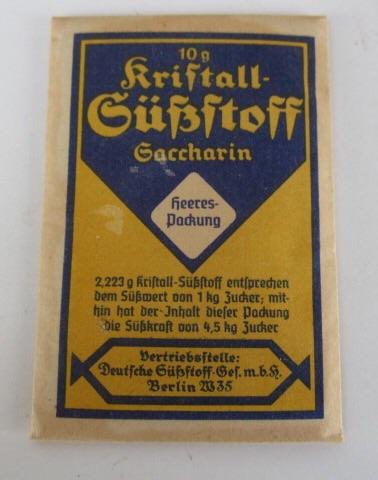 10 g
Kristall-
Süßstoff
Saccharin
Heeres-
Packung
2,223 g Kristall-Süßstoff entsprechen
dem Süßwert von 1 kg Zucker; mit-
hin hat der Inhalt dieser Packung
die Süßkraft von 4,5 kg Zucker
Vertriebsstelle:
Deutsche Süßstoff-Ges. m. b. H.
Berlin W35